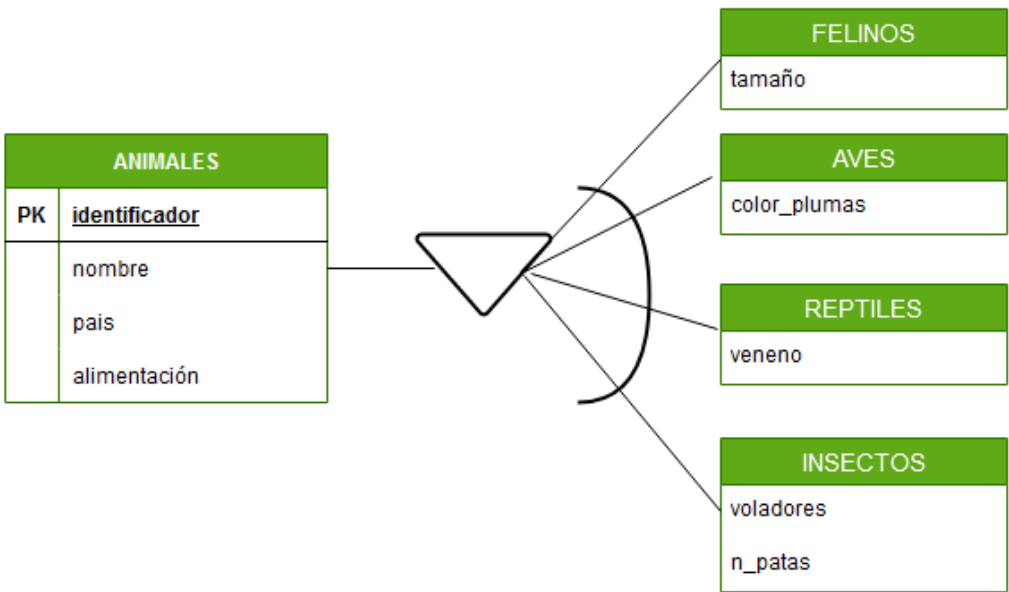 ANIMALES
PK identificador
nombre
pais
alimentación
FELINOS
tamaño
AVES
color_plumas
REPTILES
veneno
INSECTOS
voladores
n_patas